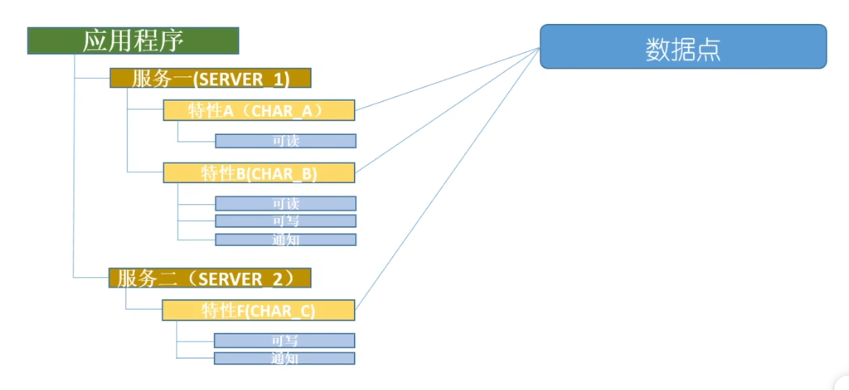 应用程序
数据点
服务一(SERVER_1)
特性A（CHAR_A）
可读
特性B(CHAR_B)
可读
可写
通知
服务二（SERVER_2）
特性F(CHAR_C)
可写
通知